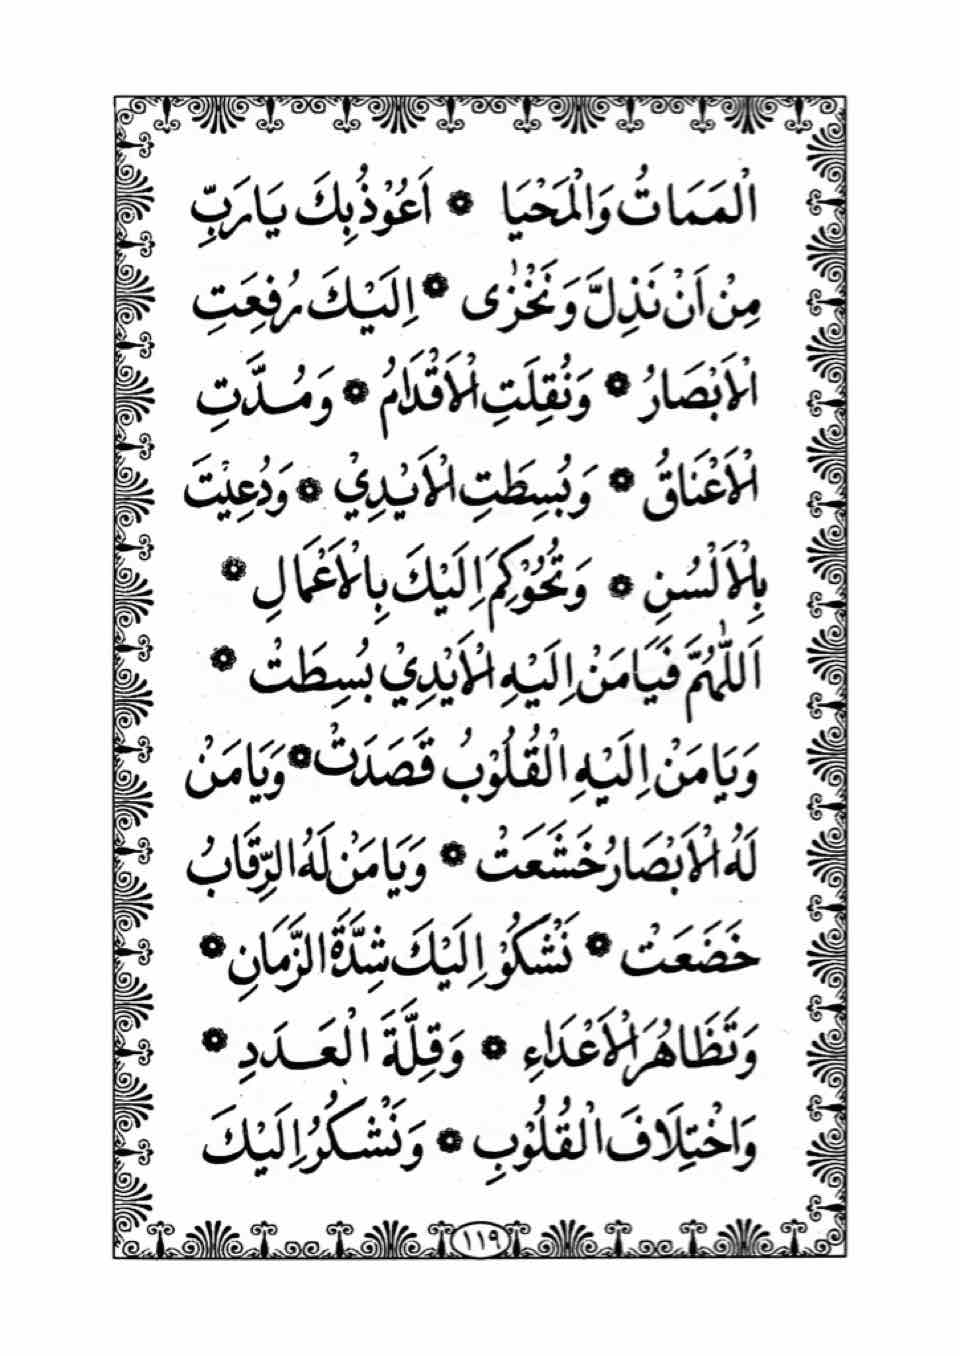 الْمَمَاتُ وَالْمَحْيَا ❁ اَعُوْذُ بِكَ يَارَبِّ
مِنْ اَنْ نَذِلَّ وَنَخْزٰى ❁ اِلَيْكَ رُفِعَتِ
الْاَبْصَارُ ❁ وَنُقِلَتِ الْاَقْدَامُ ❁ وَمُدَّتِ
الْاَعْنَاقُ ❁ وَبُسِطَتِ الْاَيْدِيْ ❁ وَدُعِيْتَ
بِالْاَلْسُنِ ❁ وَتُحُوْكِمَ اِلَيْكَ بِالْاَعْمَالِ ❁
اَللّٰهُمَّ فَيَامَنْ اِلَيْهِ الْاَيْدِيْ بُسِطَتْ ❁
وَيَامَنْ اِلَيْهِ الْقُلُوْبُ قَصَدَتْ ❁ وَيَامَنْ
لَهُ الْاَبْصَارُ خَشَعَتْ ❁ وَيَامَنْ لَهُ الرِّقَابُ
خَضَعَتْ ❁ نَشْكُوْ اِلَيْكَ شِدَّةَ الزَّمَانِ ❁
وَتَظَاهُرَ الْاَعْدَاءِ ❁ وَقِلَّةَ الْعَدَدِ ❁
وَاخْتِلَافَ الْقُلُوْبِ ❁ وَنَشْكُرُ اِلَيْكَ
١١٩